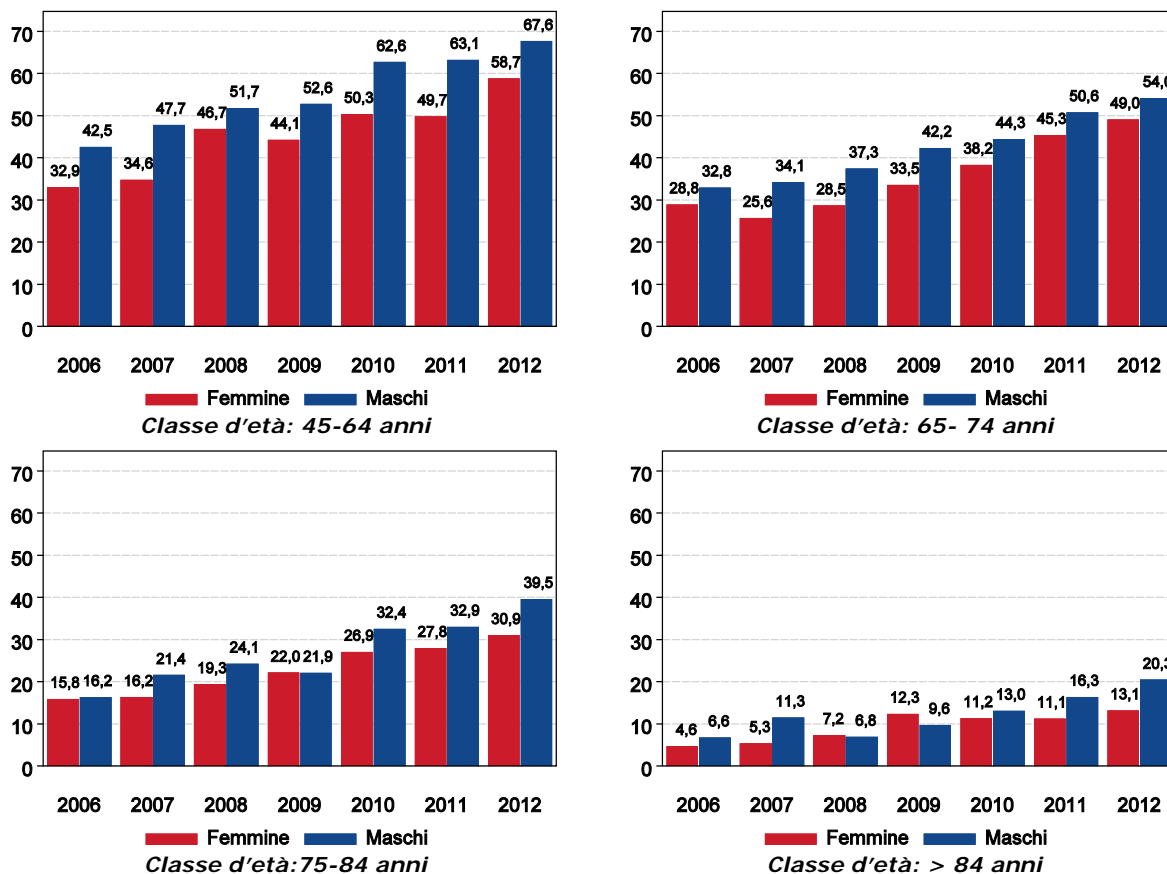 70
60
50
40
30
20
10
0
32,9 42,5 34,6 47,7 46,7 51,7 44,1 52,6 50,3 62,6 49,7 63,1 58,7 67,6
2006 2007 2008 2009 2010 2011 2012
Femmine Maschi
Classe d'età: 45-64 anni
70
60
50
40
30
20
10
0
28,8 32,8 25,6 34,1 28,5 37,3 33,5 42,2 38,2 44,3 45,3 50,6 49,0 54,0
2006 2007 2008 2009 2010 2011 2012
Femmine Maschi
Classe d'età: 65- 74 anni
70
60
50
40
30
20
10
0
15,8 16,2 16,2 21,4 19,3 24,1 22,0 21,9 26,9 32,4 27,8 32,9 30,9 39,5
2006 2007 2008 2009 2010 2011 2012
Femmine Maschi
Classe d'età:75-84 anni
70
60
50
40
30
20
10
0
4,6 6,6 5,3 11,3 7,2 6,8 12,3 9,6 11,2 13,0 11,1 16,3 13,1 20,3
2006 2007 2008 2009 2010 2011 2012
Femmine Maschi
Classe d'età: > 84 anni